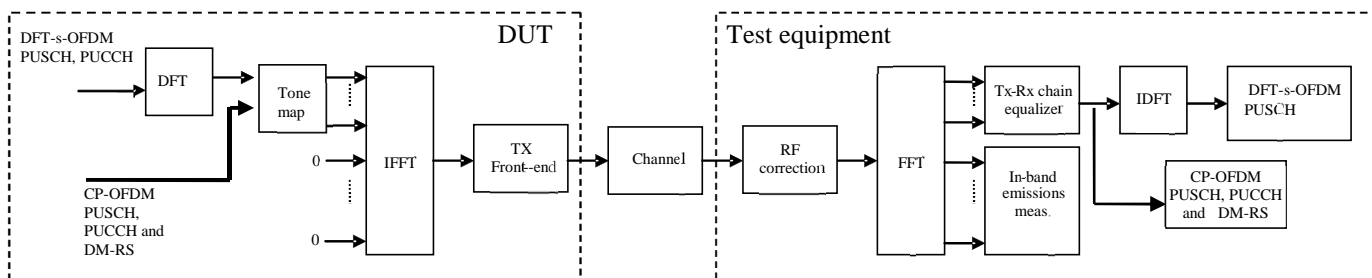 DUT
Test equipment
DFT-s-OFDM
PUSCH, PUCCH
DFT
Tone
map
0
0
CP-OFDM
PUSCH,
PUCCH and
DM-RS
IFFT
TX
Front-end
Channel
RF
correction
FFT
Tx-Rx chain
equalizer
In-band
emissions
meas.
IDFT
DFT-s-OFDM
PUSCH
CP-OFDM
PUSCH, PUCCH
and DM-RS